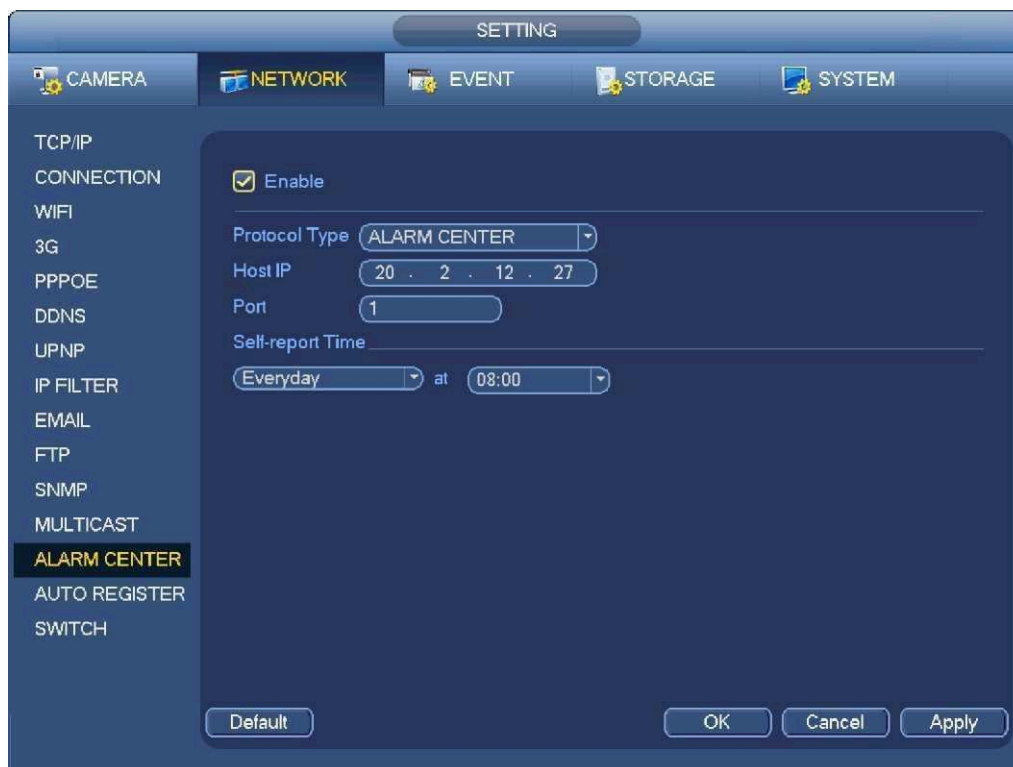 SETTING
CAMERA NETWORK EVENT STORAGE SYSTEM
TCP/IP
CONNECTION
WIFI
3G
PPPOE
DDNS
UPNP
IP FILTER
EMAIL
FTP
SNMP
MULTICAST
ALARM CENTER
AUTO REGISTER
SWITCH
Enable
Protocol Type ALARM CENTER
Host IP 20 . 2 . 12 . 27
Port 1
Self-report Time
Everyday at 08:00
Default OK Cancel Apply